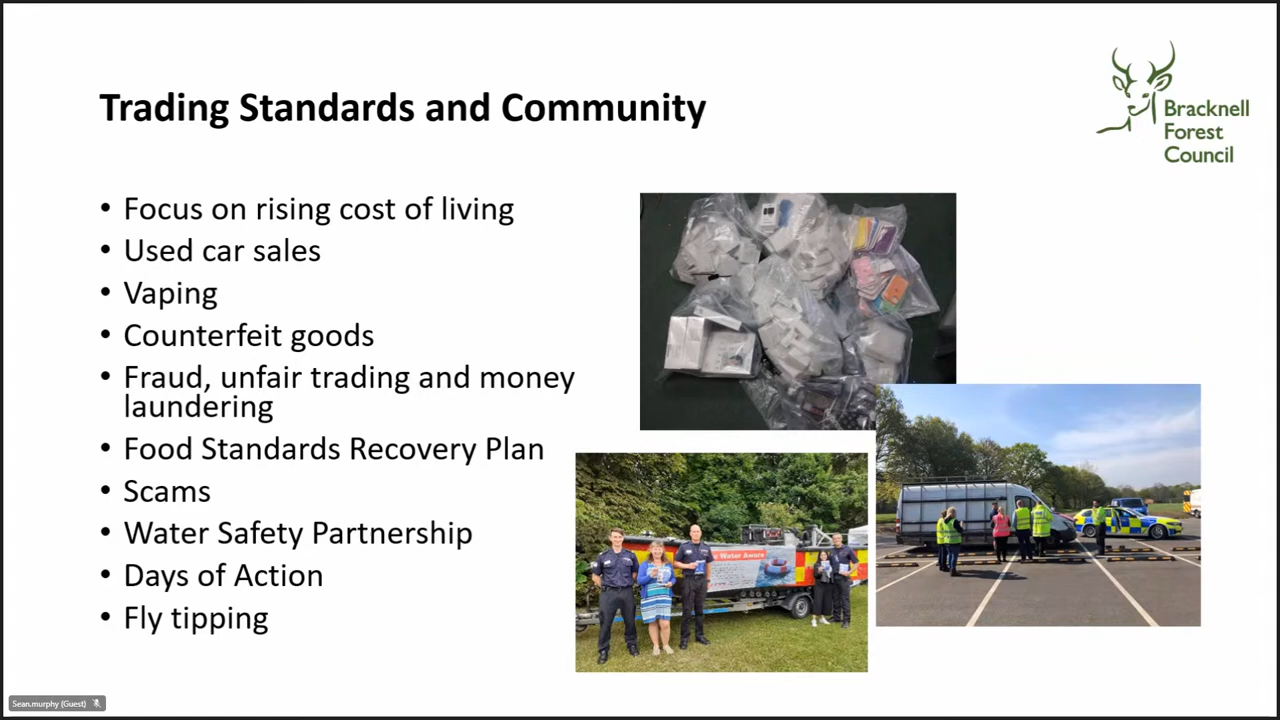 Trading Standards and Community
Bracknell
Forest
Council
• Focus on rising cost of living
• Used car sales
• Vaping
• Counterfeit goods
• Fraud, unfair trading and money
laundering
• Food Standards Recovery Plan
• Scams
• Water Safety Partnership
• Days of Action
• Fly tipping
Water Aware
Sean.murphy (Guest)